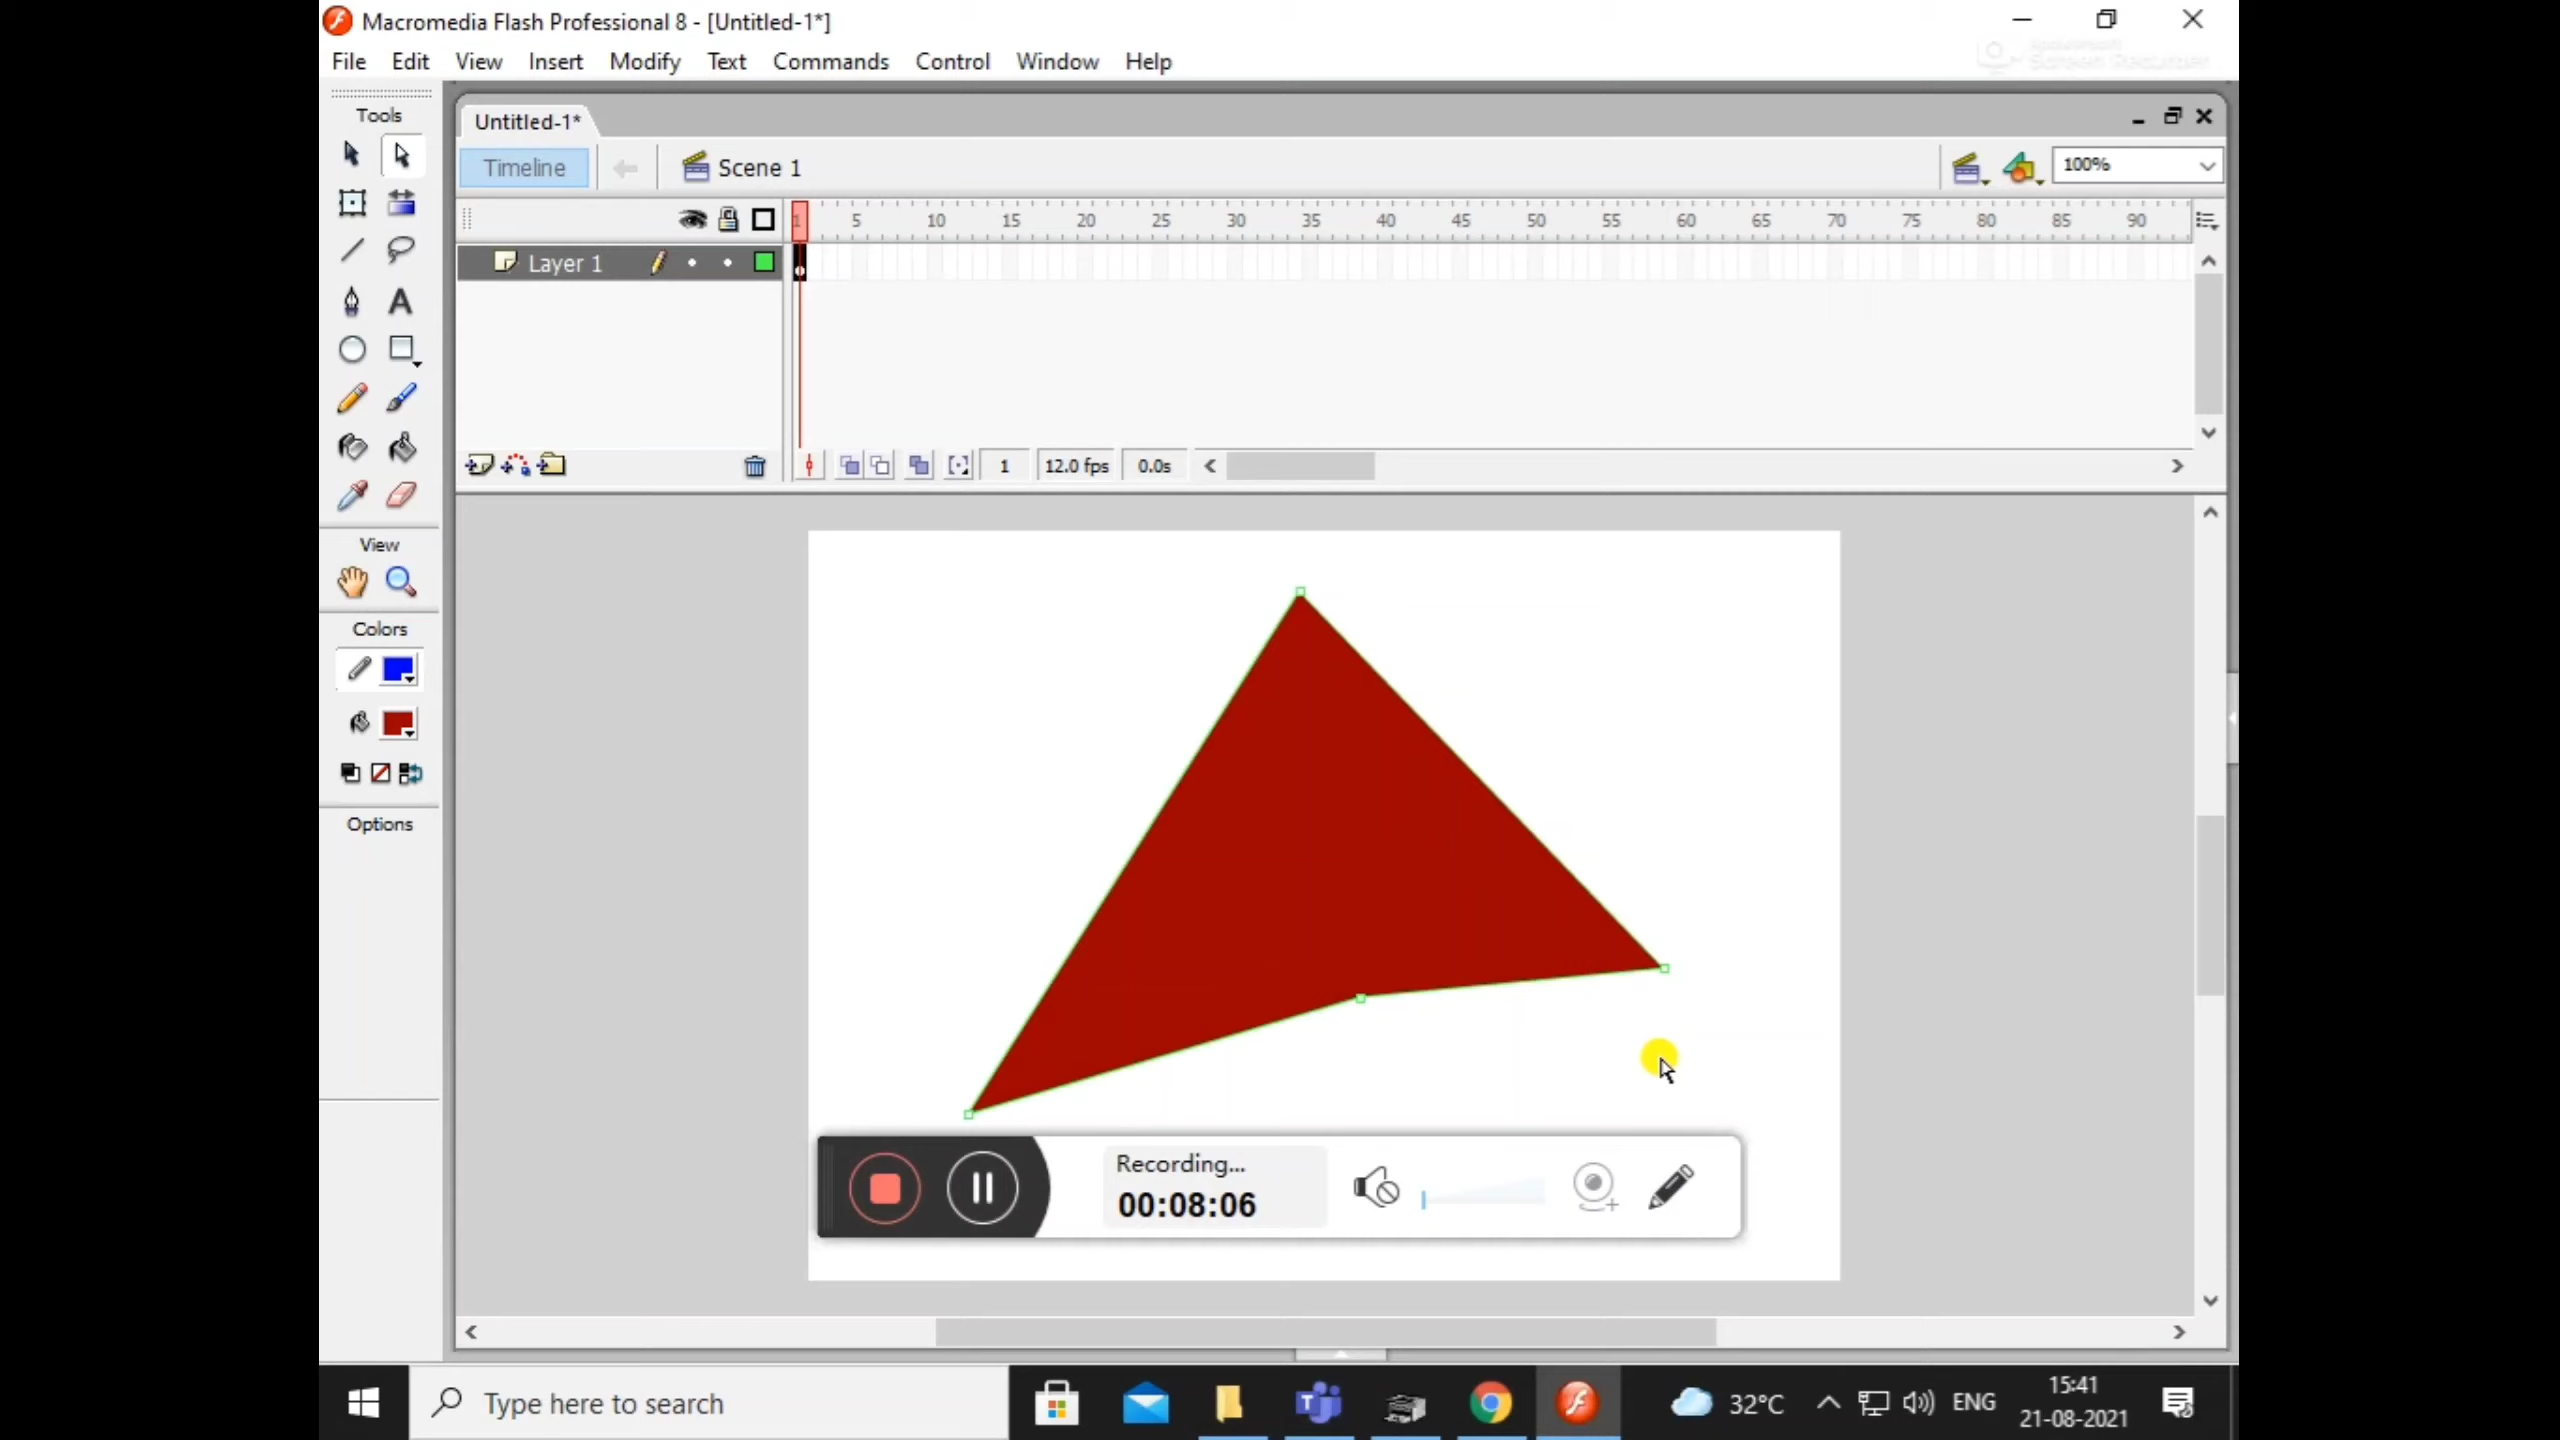 Macromedia Flash Professional 8 - [Untitled-1*]
File Edit View Insert Modify Text Commands Control Window Help
Screen Recorder
Tools
Untitled-1*
Timeline
Scene 1
100%
1 5 10 15 20 25 30 35 40 45 50 55 60 65 70 75 80 85 90
Layer 1
A
1 12.0 fps 0.0s
View
Colors
Options
Recording...
00:08:06
Type here to search
32°C
ENG
15:41
21-08-2021